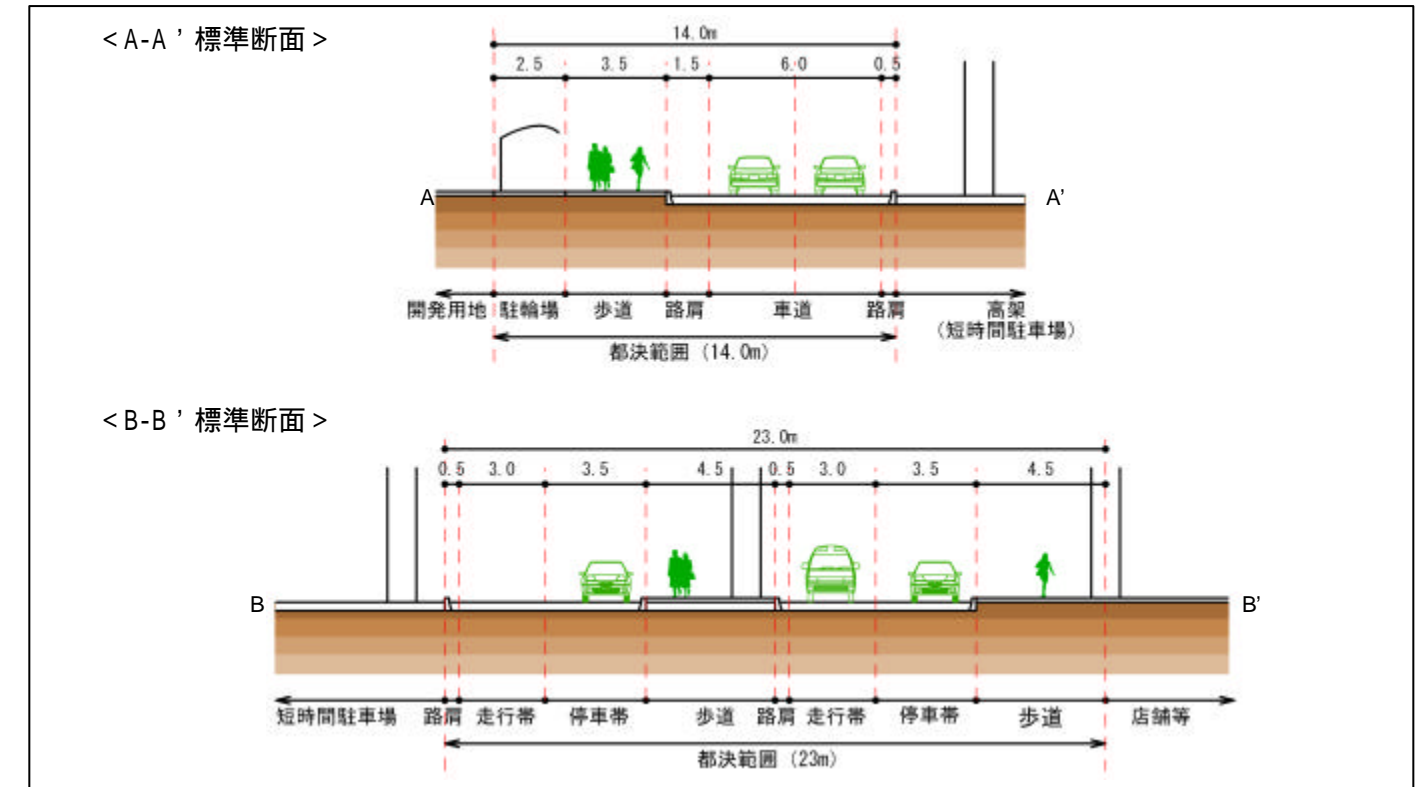 <A-A'標準断面>
14.0m
2.5 3.5 1.5 6.0 0.5
A A'
開発用地 駐輪場 歩道 路肩 車道 路肩 高架
(短時間駐車場)
都決範囲 (14.0m)
<B-B'標準断面>
23.0m
0.5 3.0 3.5 4.5 0.5 3.0 3.5 4.5
B B'
短時間駐車場 路肩 走行帯 停車帯 歩道 路肩 走行帯 停車帯 歩道 店舗等
都決範囲 (23m)